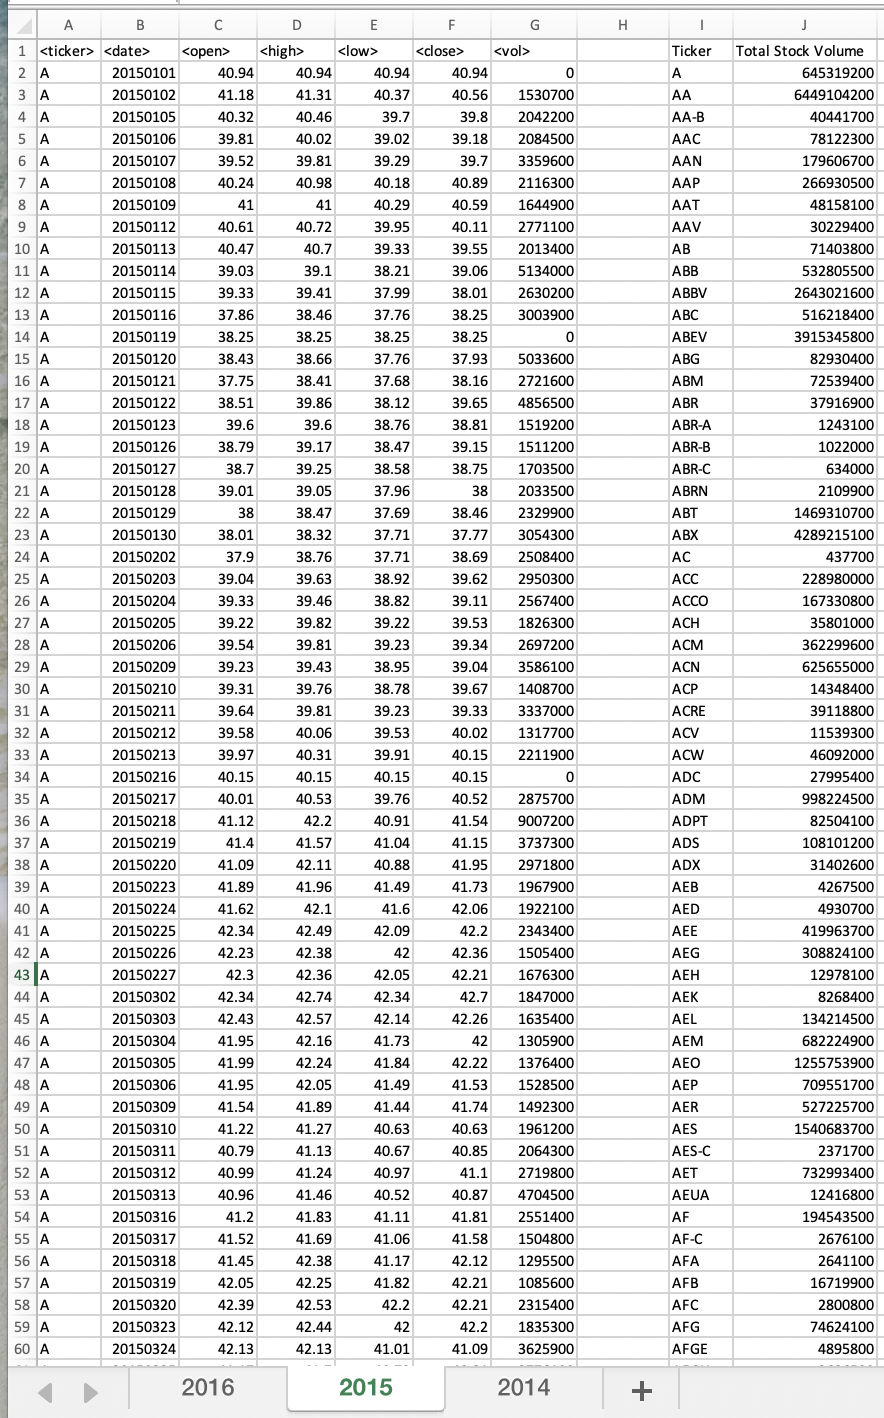 A B C D E F G H I J
1 <ticker> <date> <open> <high> <low> <close> <vol> Ticker Total Stock Volume
2 A 20150101 40.94 40.94 40.94 40.94 0 A 645319200
3 A 20150102 41.18 41.31 40.37 40.56 1530700 AA 6449104200
4 A 20150105 40.32 40.46 39.7 39.8 2042200 AA-B 40441700
5 A 20150106 39.81 40.02 39.02 39.18 2084500 AAC 78122300
6 A 20150107 39.52 39.81 39.29 39.7 3359600 AAN 179606700
7 A 20150108 40.24 40.98 40.18 40.89 2116300 AAP 266930500
8 A 20150109 41 41 40.29 40.59 1644900 AAT 48158100
9 A 20150112 40.61 40.72 39.95 40.11 2771100 AAV 30229400
10 A 20150113 40.47 40.7 39.33 39.55 2013400 AB 71403800
11 A 20150114 39.03 39.1 38.21 39.06 5134000 ABB 532805500
12 A 20150115 39.33 39.41 37.99 38.01 2630200 ABBV 2643021600
13 A 20150116 37.86 38.46 37.76 38.25 3003900 ABC 516218400
14 A 20150119 38.25 38.25 38.25 38.25 0 ABEV 3915345800
15 A 20150120 38.43 38.66 37.76 37.93 5033600 ABG 82930400
16 A 20150121 37.75 38.41 37.68 38.16 2721600 ABM 72539400
17 A 20150122 38.51 39.86 38.12 39.65 4856500 ABR 37916900
18 A 20150123 39.6 39.6 38.76 38.81 1519200 ABR-A 1243100
19 A 20150126 38.79 39.17 38.47 39.15 1511200 ABR-B 1022000
20 A 20150127 38.7 39.25 38.58 38.75 1703500 ABR-C 634000
21 A 20150128 39.01 39.05 37.96 38 2033500 ABRN 2109900
22 A 20150129 38 38.47 37.69 38.46 2329900 ABT 1469310700
23 A 20150130 38.01 38.32 37.71 37.77 3054300 ABX 4289215100
24 A 20150202 37.9 38.76 37.71 38.69 2508400 AC 437700
25 A 20150203 39.04 39.63 38.92 39.62 2950300 ACC 228980000
26 A 20150204 39.33 39.46 38.82 39.11 2567400 ACCO 167330800
27 A 20150205 39.22 39.82 39.22 39.53 1826300 ACH 35801000
28 A 20150206 39.54 39.81 39.23 39.34 2697200 ACM 362299600
29 A 20150209 39.23 39.43 38.95 39.04 3586100 ACN 625655000
30 A 20150210 39.31 39.76 38.78 39.67 1408700 ACP 14348400
31 A 20150211 39.64 39.81 39.23 39.33 3337000 ACRE 39118800
32 A 20150212 39.58 40.06 39.53 40.02 1317700 ACV 11539300
33 A 20150213 39.97 40.31 39.91 40.15 2211900 ACW 46092000
34 A 20150216 40.15 40.15 40.15 40.15 0 ADC 27995400
35 A 20150217 40.01 40.53 39.76 40.52 2875700 ADM 998224500
36 A 20150218 41.12 42.2 40.91 41.54 9007200 ADPT 82504100
37 A 20150219 41.4 41.57 41.04 41.15 3737300 ADS 108101200
38 A 20150220 41.09 42.11 40.88 41.95 2971800 ADX 31402600
39 A 20150223 41.89 41.96 41.49 41.73 1967900 AEB 4267500
40 A 20150224 41.62 42.1 41.6 42.06 1922100 AED 4930700
41 A 20150225 42.34 42.49 42.09 42.2 2343400 AEE 419963700
42 A 20150226 42.23 42.38 42 42.36 1505400 AEG 308824100
43 A 20150227 42.3 42.36 42.05 42.21 1676300 AEH 12978100
44 A 20150302 42.34 42.74 42.34 42.7 1847000 AEK 8268400
45 A 20150303 42.43 42.57 42.14 42.26 1635400 AEL 134214500
46 A 20150304 41.95 42.16 41.73 42 1305900 AEM 682224900
47 A 20150305 41.99 42.24 41.84 42.22 1376400 AEO 1255753900
48 A 20150306 41.95 42.05 41.49 41.53 1528500 AEP 709551700
49 A 20150309 41.54 41.89 41.44 41.74 1492300 AER 527225700
50 A 20150310 41.22 41.27 40.63 40.63 1961200 AES 1540683700
51 A 20150311 40.79 41.13 40.67 40.85 2064300 AES-C 2371700
52 A 20150312 40.99 41.24 40.97 41.1 2719800 AET 732993400
53 A 20150313 40.96 41.46 40.52 40.87 4704500 AEUA 12416800
54 A 20150316 41.2 41.83 41.11 41.81 2551400 AF 194543500
55 A 20150317 41.52 41.69 41.06 41.58 1504800 AF-C 2676100
56 A 20150318 41.45 42.38 41.17 42.12 1295500 AFA 2641100
57 A 20150319 42.05 42.25 41.82 42.21 1085600 AFB 16719900
58 A 20150320 42.39 42.53 42.2 42.21 2315400 AFC 2800800
59 A 20150323 42.12 42.44 42 42.2 1835300 AFG 74624100
60 A 20150324 42.13 42.13 41.01 41.09 3625900 AFGE 4895800
2016 2015 2014 +